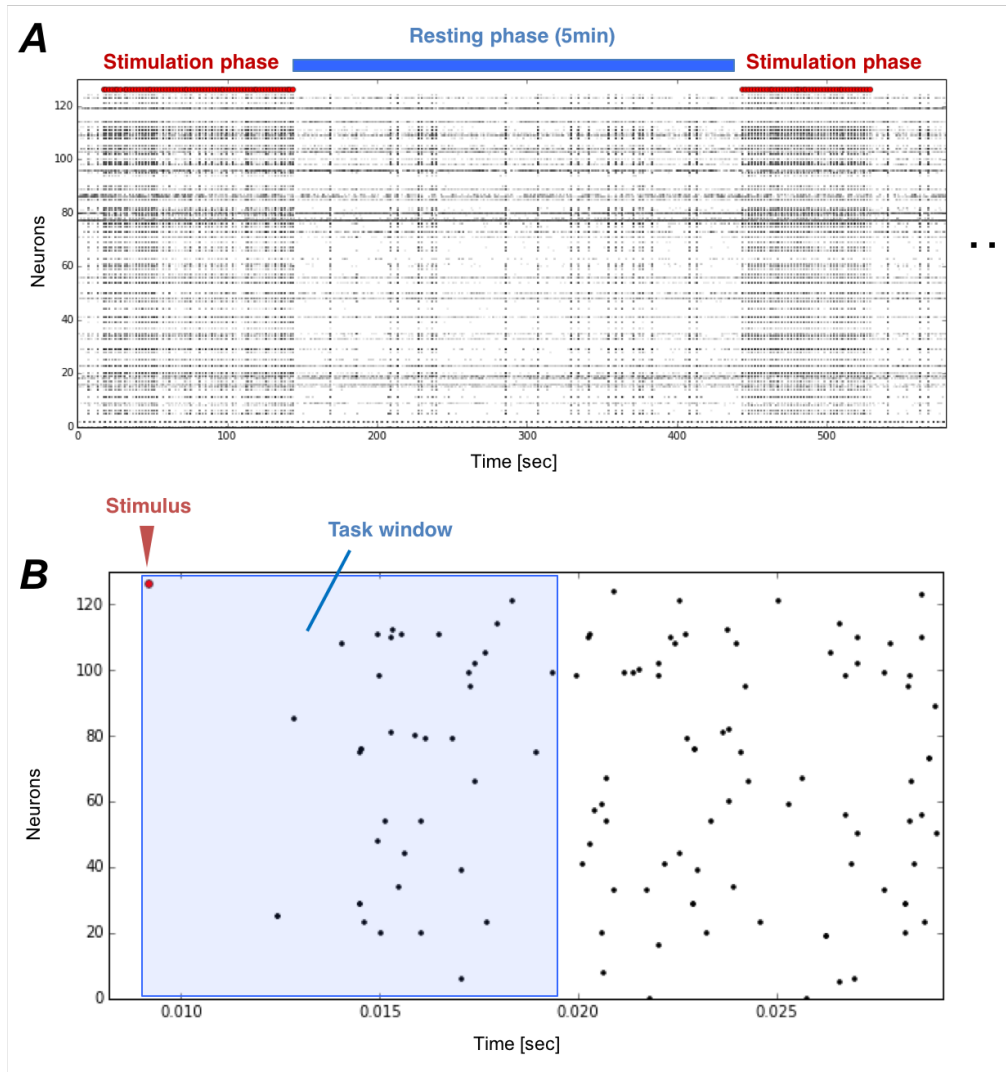 A
Resting phase (5min)
Stimulation phase
Stimulation phase
120
100
80
60
40
20
0
Neurons
0 100 200 300 400 500
Time [sec]
. .
Stimulus
Task window
B
120
100
80
60
40
20
0
Neurons
0.010 0.015 0.020 0.025
Time [sec]